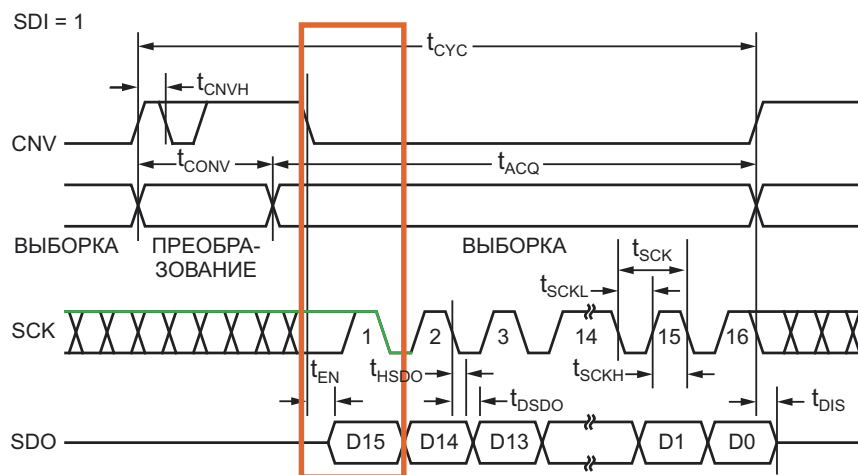 SDI = 1
tCYC
tCNVH
CNV
tCONV
tACQ
ВЫБОРКА
ПРЕОБРА-
ЗОВАНИЕ
ВЫБОРКА
tSCK
tSCKL
SCK
1 2 3 14 15 16
tEN
tHSDO
tSCKH
tDSDO
tDIS
SDO
D15 D14 D13 D1 D0